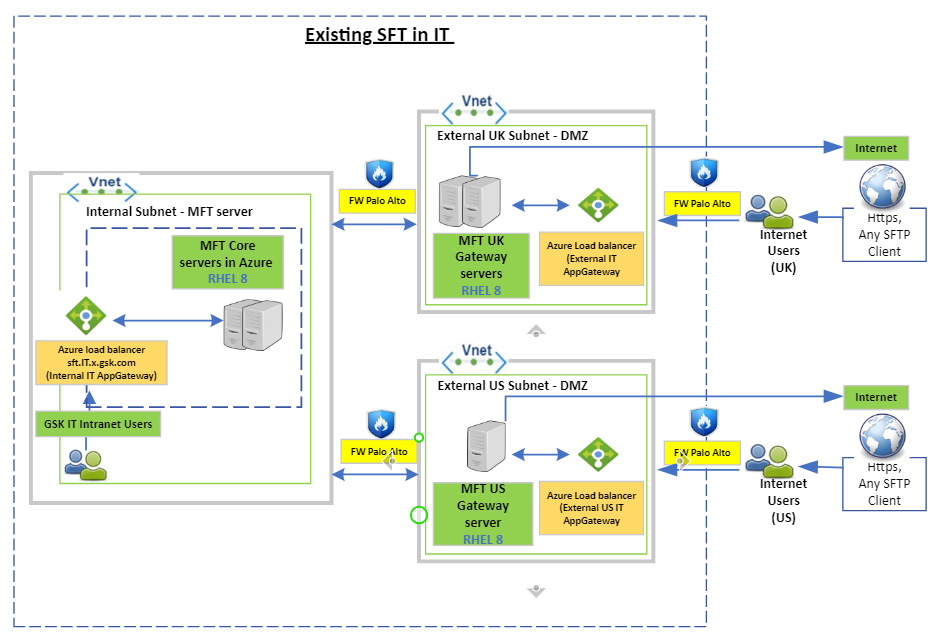 Existing SFT in IT
Vnet
Internal Subnet - MFT server
MFT Core
servers in Azure
RHEL 8
Azure load balancer
sft.IT.x.gsk.com
(Internal IT AppGateway)
GSK IT Intranet Users
FW Palo Alto
Vnet
External UK Subnet - DMZ
MFT UK
Gateway
servers
RHEL 8
Azure Load balancer
(External IT
AppGateway
FW Palo Alto
Internet
Users
(UK)
Internet
Https,
Any SFTP
Client
FW Palo Alto
Vnet
External US Subnet - DMZ
MFT US
Gateway
server
RHEL 8
Azure Load balancer
(External US IT
AppGateway
FW Palo Alto
Internet
Users
(US)
Internet
Https,
Any SFTP
Client